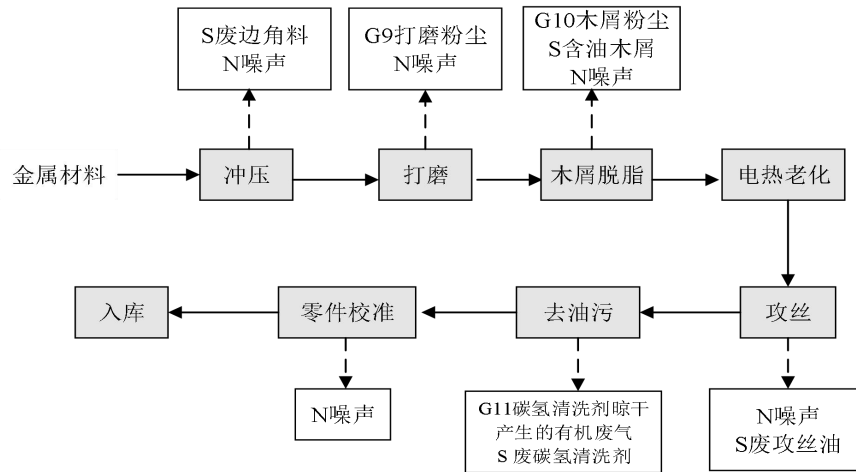 S废边角料
N噪声
G9打磨粉尘
N噪声
G10木屑粉尘
S含油木屑
N噪声
金属材料
冲压
打磨
木屑脱脂
电热老化
入库
零件校准
去油污
攻丝
N噪声
G11碳氢清洗剂晾干
产生的有机废气
S 废碳氢清洗剂
N噪声
S废攻丝油